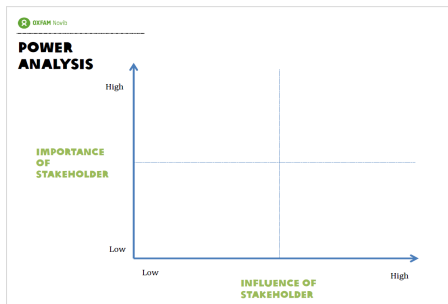 OXFAM Novib
POWER
ANALYSIS
High
IMPORTANCE
OF
STAKEHOLDER
Low
Low
High
INFLUENCE OF
STAKEHOLDER